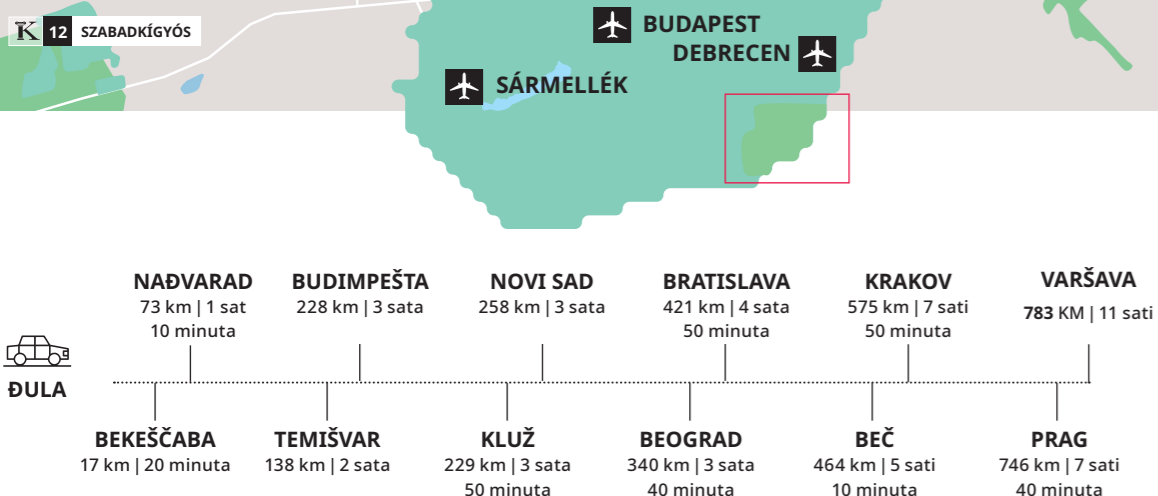 K 12 SZABADKÍGYÓS
BUDAPEST
DEBRECEN
SÁRMELLÉK
NAĐVARAD
73 km | 1 sat
10 minuta
BUDIMPEŠTA
228 km | 3 sata
NOVI SAD
258 km | 3 sata
BRATISLAVA
421 km | 4 sata
50 minuta
KRAKOV
575 km | 7 sati
50 minuta
VARŠAVA
783 KM | 11 sati
ĐULA
BEKEŠČABA
17 km | 20 minuta
TEMIŠVAR
138 km | 2 sata
KLUŽ
229 km | 3 sata
50 minuta
BEOGRAD
340 km | 3 sata
40 minuta
BEČ
464 km | 5 sati
10 minuta
PRAG
746 km | 7 sati
40 minuta